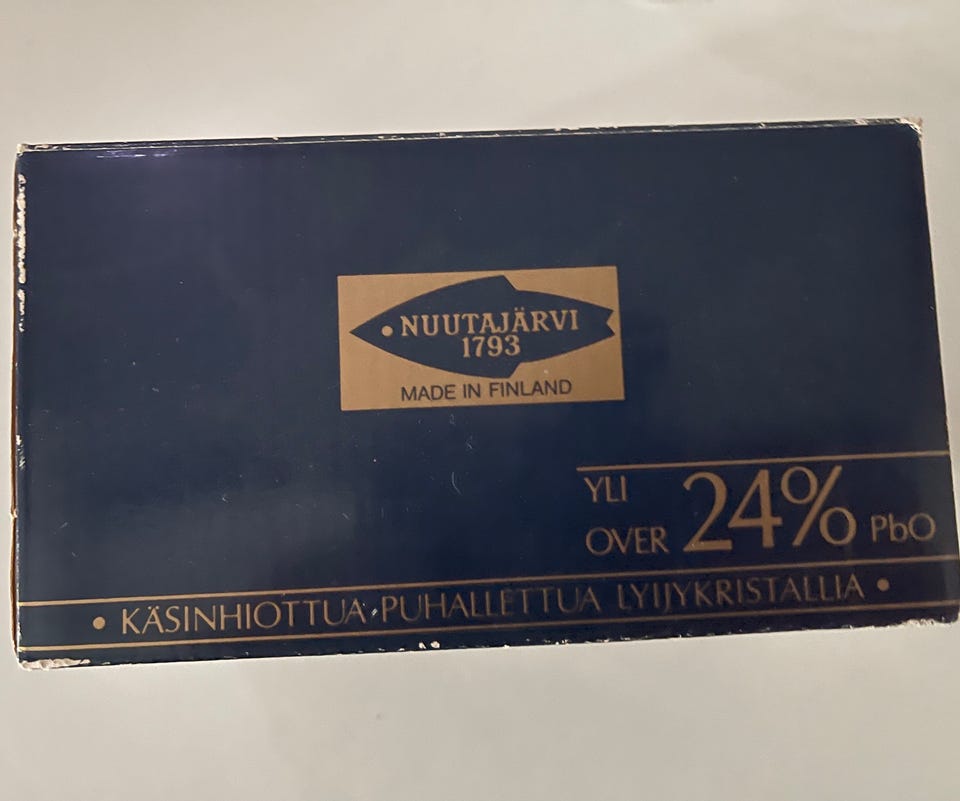 NUUTAJÄRVI
1793
MADE IN FINLAND
YLI
OVER 24% PbO
• KÄSINHIOTTUA, PUHALLETTUA LYIJYKRISTALLIA •